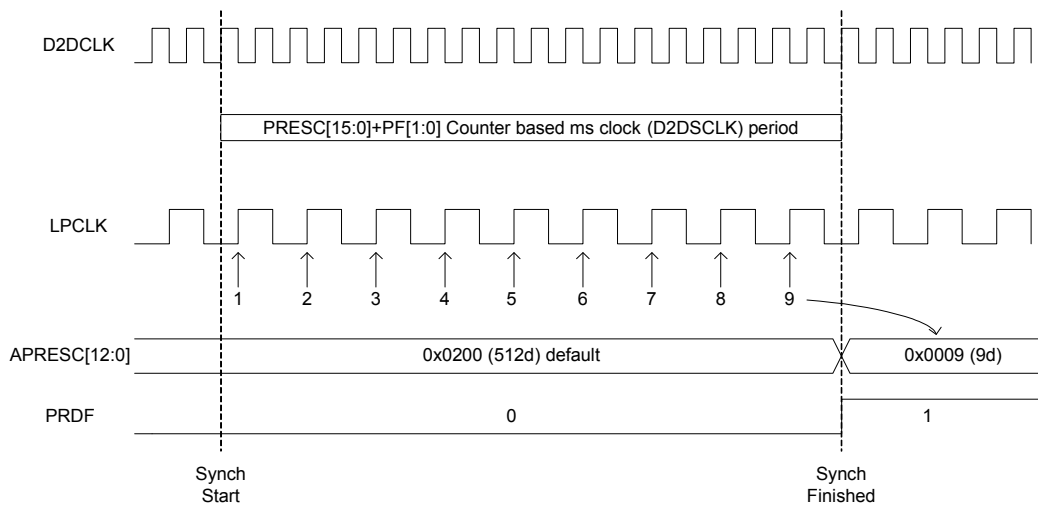 D2DCLK
PRESC[15:0]+PF[1:0] Counter based ms clock (D2DSCLK) period
LPCLK
1 2 3 4 5 6 7 8 9
APRESC[12:0] 0x0200 (512d) default 0x0009 (9d)
PRDF 0 1
Synch Start
Synch Finished